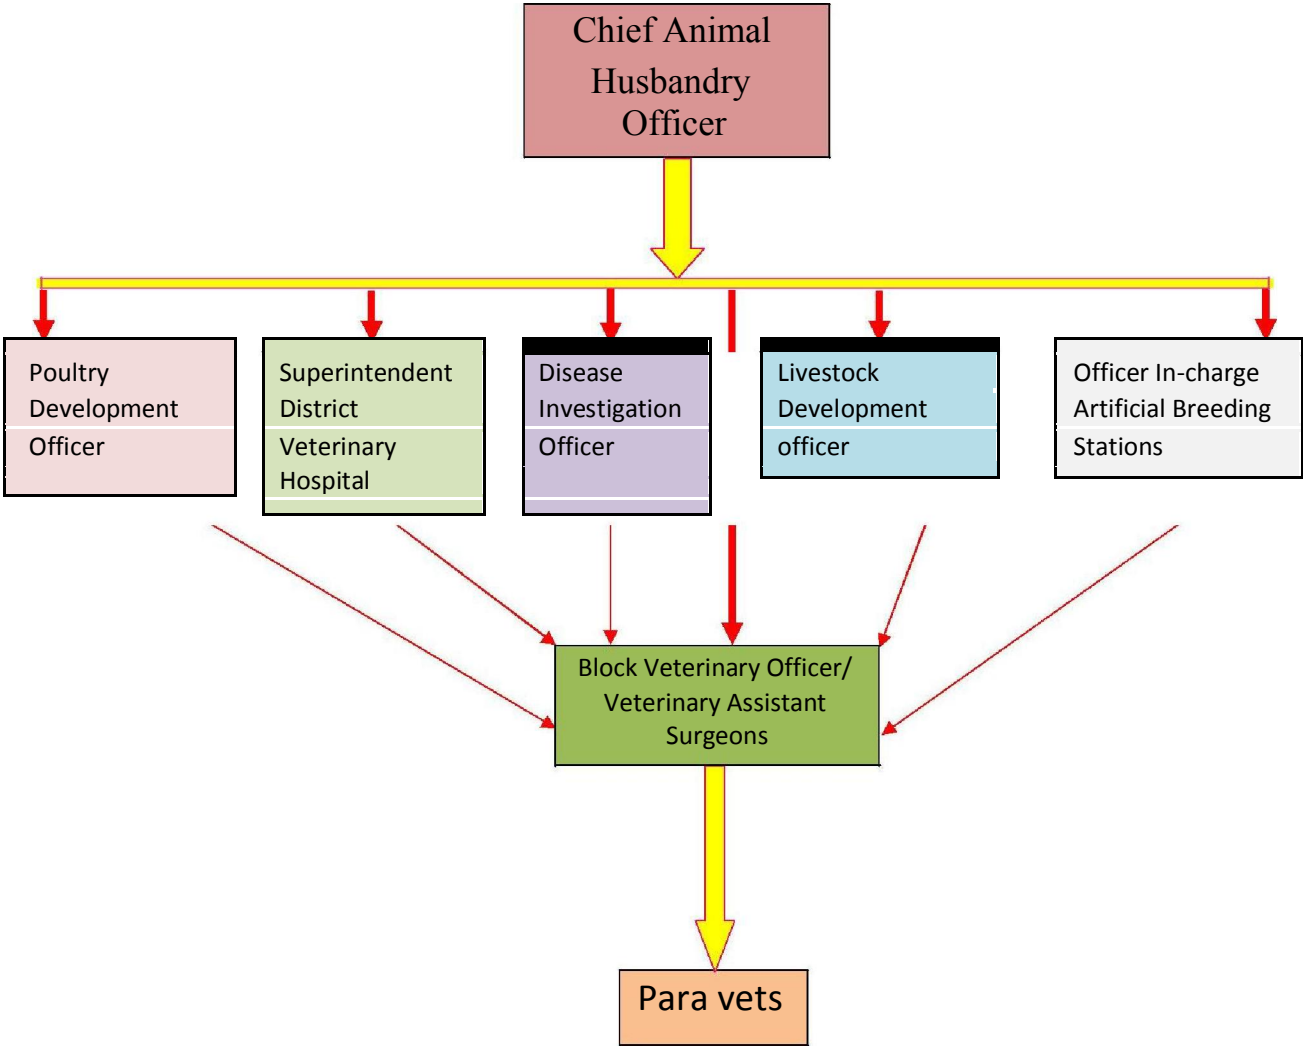 Chief Animal
Husbandry
Officer
Poultry
Development
Officer
Superintendent
District
Veterinary
Hospital
Disease
Investigation
Officer
Livestock
Development
officer
Officer In-charge
Artificial Breeding
Stations
Block Veterinary Officer/
Veterinary Assistant
Surgeons
Para vets